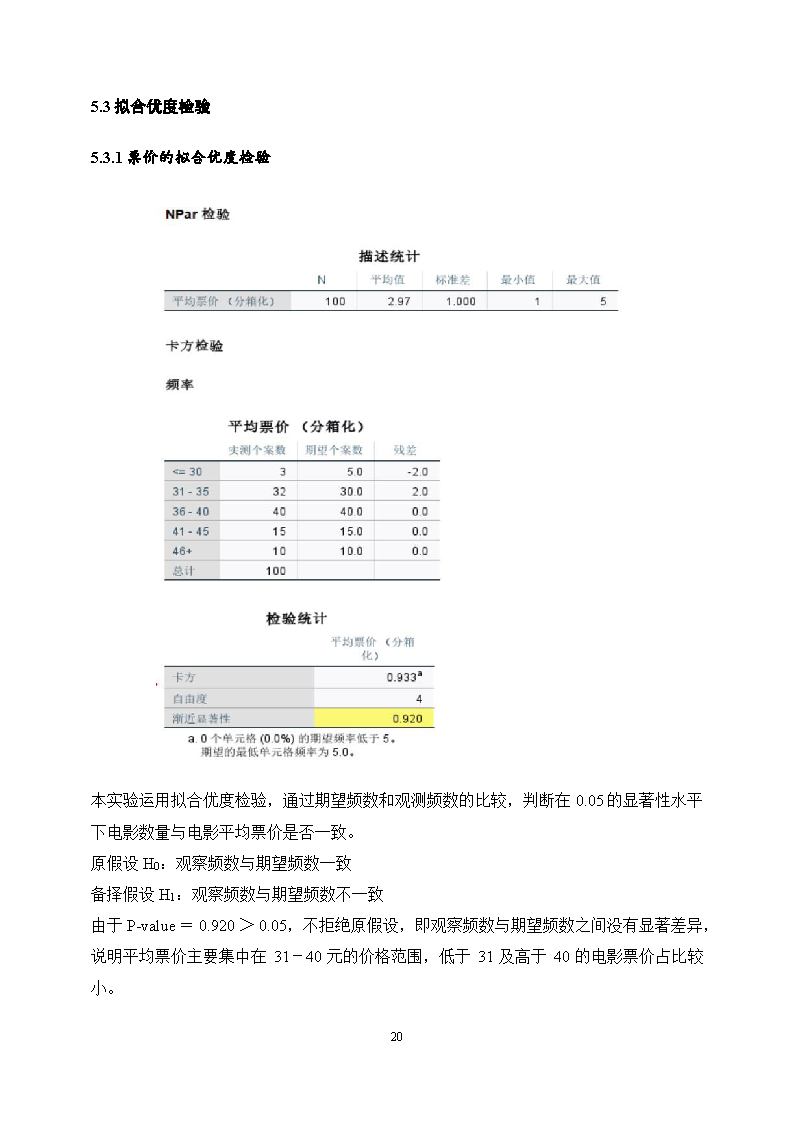 5.3 拟合优度检验
5.3.1 票价的拟合优度检验
NPar 检验
描述统计
N 平均值 标准差 最小值 最大值
平均票价（分箱化） 100 2.97 1.000 1 5
卡方检验
频率
平均票价（分箱化）
实测个案数 期望个案数 残差
<= 30 3 5.0 -2.0
31 - 35 32 30.0 2.0
36 - 40 40 40.0 0.0
41 - 45 15 15.0 0.0
46+ 10 10.0 0.0
总计 100
检验统计
平均票价（分箱
化）
卡方 0.933a
自由度 4
渐近显著性 0.920
a. 0 个单元格 (0.0%) 的期望频率低于 5。
期望的最低单元格频率为 5.0。
本实验运用拟合优度检验，通过期望频数和观测频数的比较，判断在 0.05 的显著性水平
下电影数量与电影平均票价是否一致。
原假设 H0：观察频数与期望频数一致
备择假设 H1：观察频数与期望频数不一致
由于 P-value = 0.920 > 0.05，不拒绝原假设，即观察频数与期望频数之间没有显著差异，
说明平均票价主要集中在 31-40 元的价格范围，低于 31 及高于 40 的电影票价占比较
小。
20